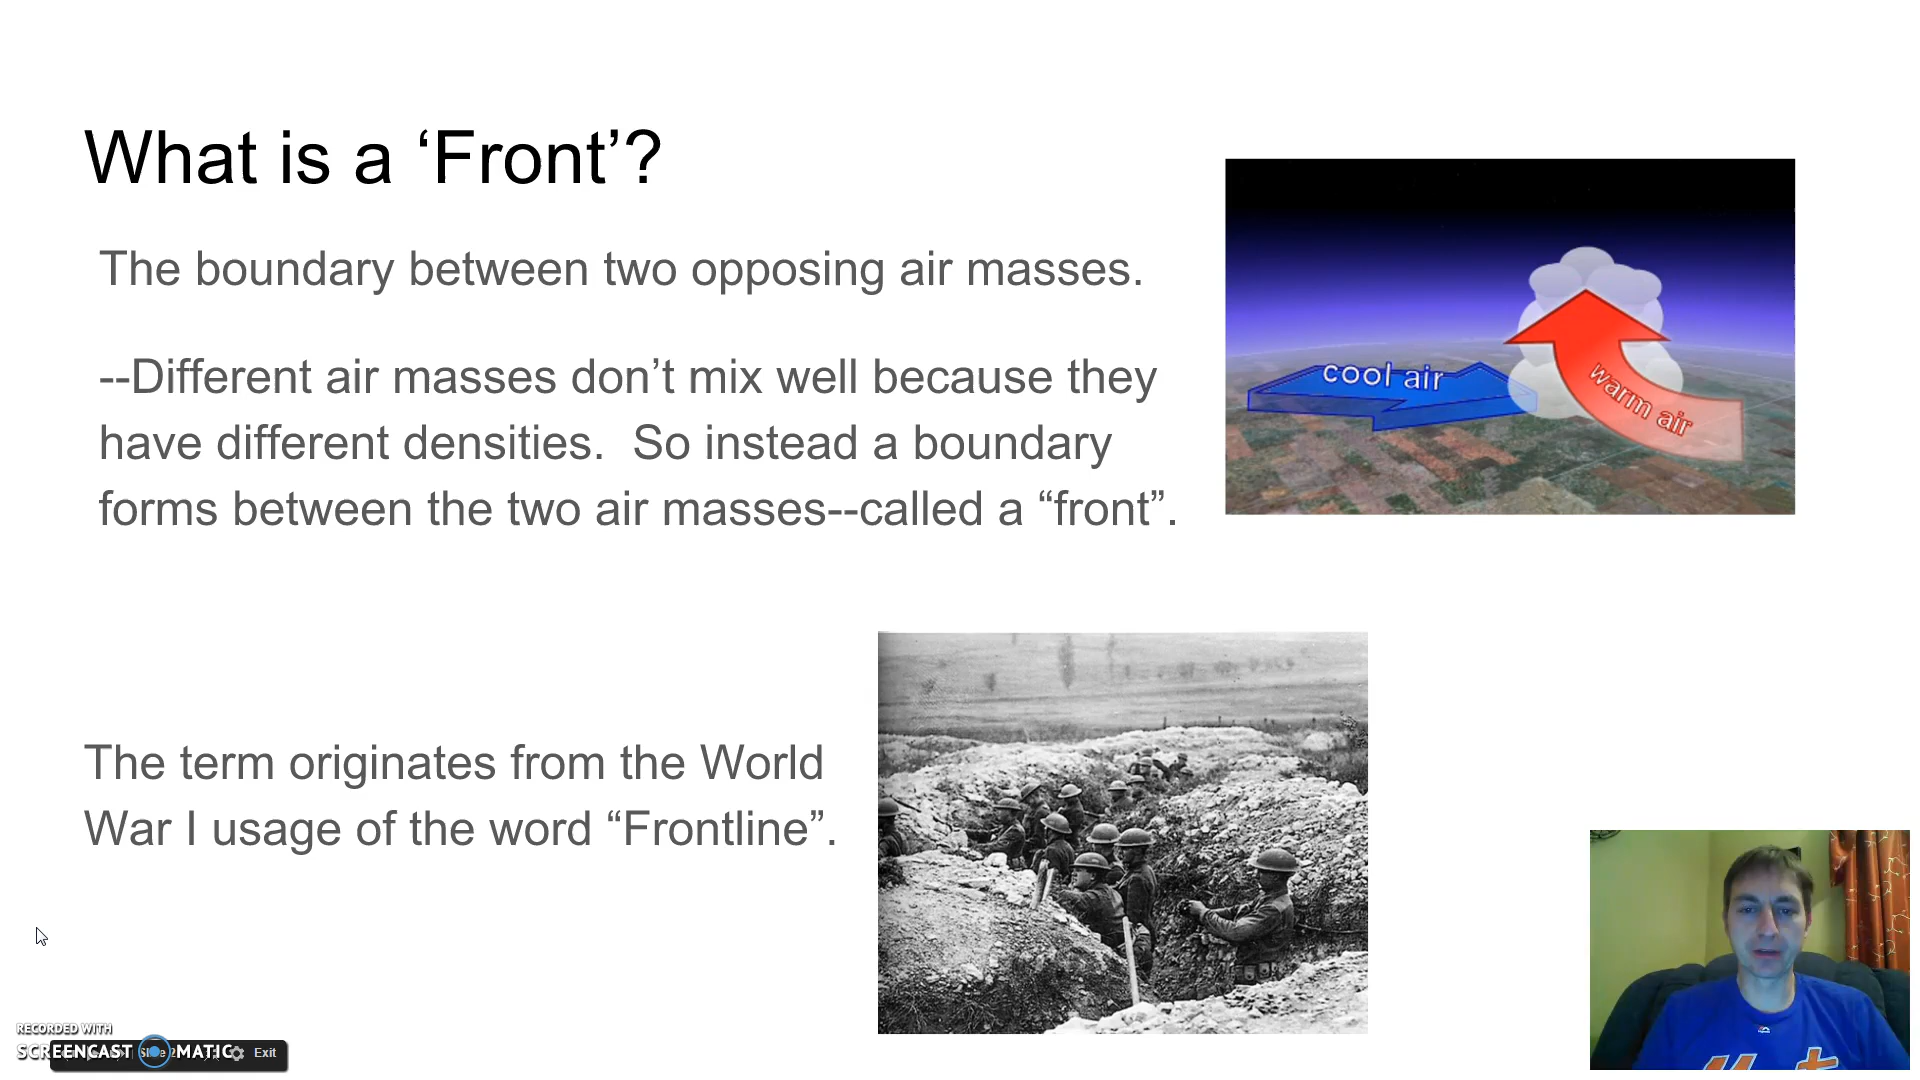 What is a ‘Front’?
The boundary between two opposing air masses.
--Different air masses don’t mix well because they
have different densities.  So instead a boundary
forms between the two air masses--called a “front”.
cool air
warm air
The term originates from the World
War I usage of the word “Frontline”.
RECORDED WITH
SCREENCAST MATIC
Exit